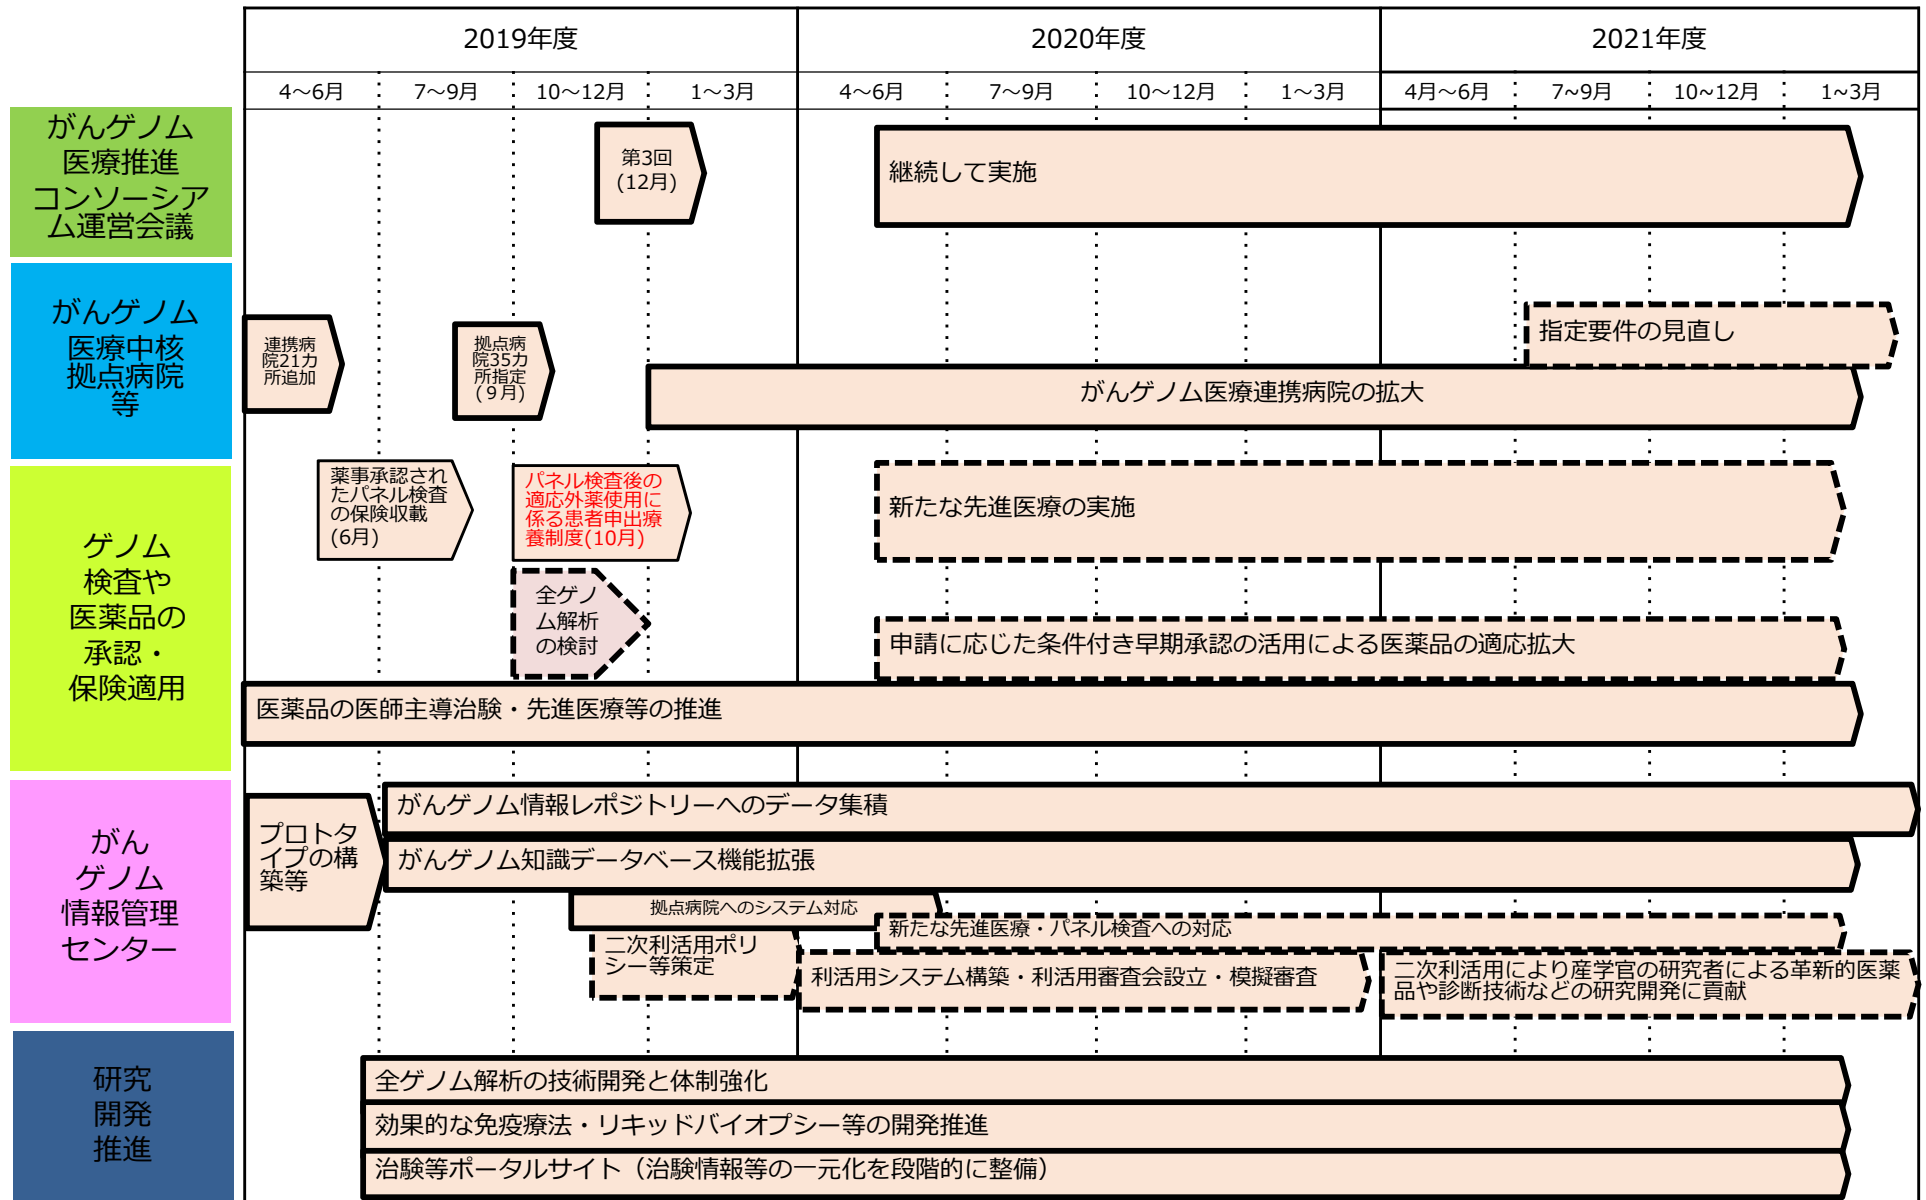 2019年度
2020年度
2021年度
4～6月
7～9月
10～12月
1～3月
4～6月
7～9月
10～12月
1～3月
4月～6月
7~9月
10~12月
1~3月
がんゲノム
医療推進
コンソーシア
ム運営会議
第3回
(12月)
継続して実施
がんゲノム
医療中核
拠点病院
等
連携病
院21カ
所追加
拠点病
院35カ
所指定
(９月)
指定要件の見直し
がんゲノム医療連携病院の拡大
ゲノム
検査や
医薬品の
承認・
保険適用
薬事承認され
たパネル検査
の保険収載
(6月)
パネル検査後の
適応外薬使用に
係る患者申出療
養制度(10月)
新たな先進医療の実施
全ゲノ
ム解析
の検討
申請に応じた条件付き早期承認の活用による医薬品の適応拡大
医薬品の医師主導治験・先進医療等の推進
がん
ゲノム
情報管理
センター
プロトタ
イプの構
築等
がんゲノム情報レポジトリーへのデータ集積
がんゲノム知識データベース機能拡張
拠点病院へのシステム対応
新たな先進医療・パネル検査への対応
二次利活用ポリ
シー等策定
利活用システム構築・利活用審査会設立・模擬審査
二次利活用により産学官の研究者による革新的医薬
品や診断技術などの研究開発に貢献
研究
開発
推進
全ゲノム解析の技術開発と体制強化
効果的な免疫療法・リキッドバイオプシー等の開発推進
治験等ポータルサイト（治験情報等の一元化を段階的に整備）